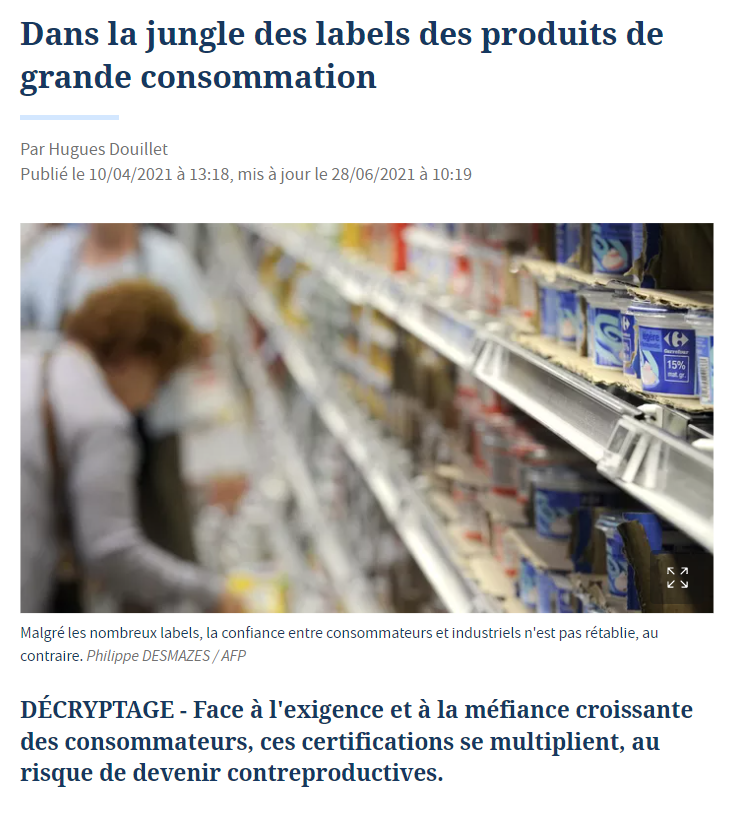 Dans la jungle des labels des produits de
grande consommation
Par Hugues Douillet
Publié le 10/04/2021 à 13:18, mis à jour le 28/06/2021 à 10:19
Carrefour
15%
mat. gr.
Malgré les nombreux labels, la confiance entre consommateurs et industriels n'est pas rétablie, au
contraire. Philippe DESMAZES / AFP
DÉCRYPTAGE - Face à l'exigence et à la méfiance croissante
des consommateurs, ces certifications se multiplient, au
risque de devenir contreproductives.